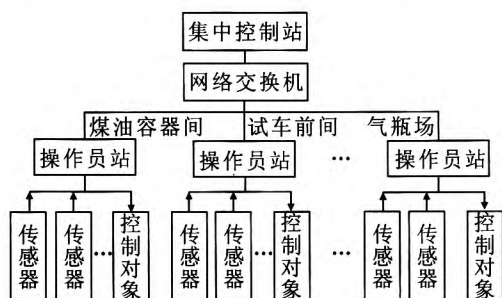 集中控制站
网络交换机
煤油容器间 试车前间 气瓶场
操作员站 操作员站 … 操作员站
传感器 传感器 … 控制对象 传感器 传感器 … 控制对象 … 传感器 传感器 … 控制对象